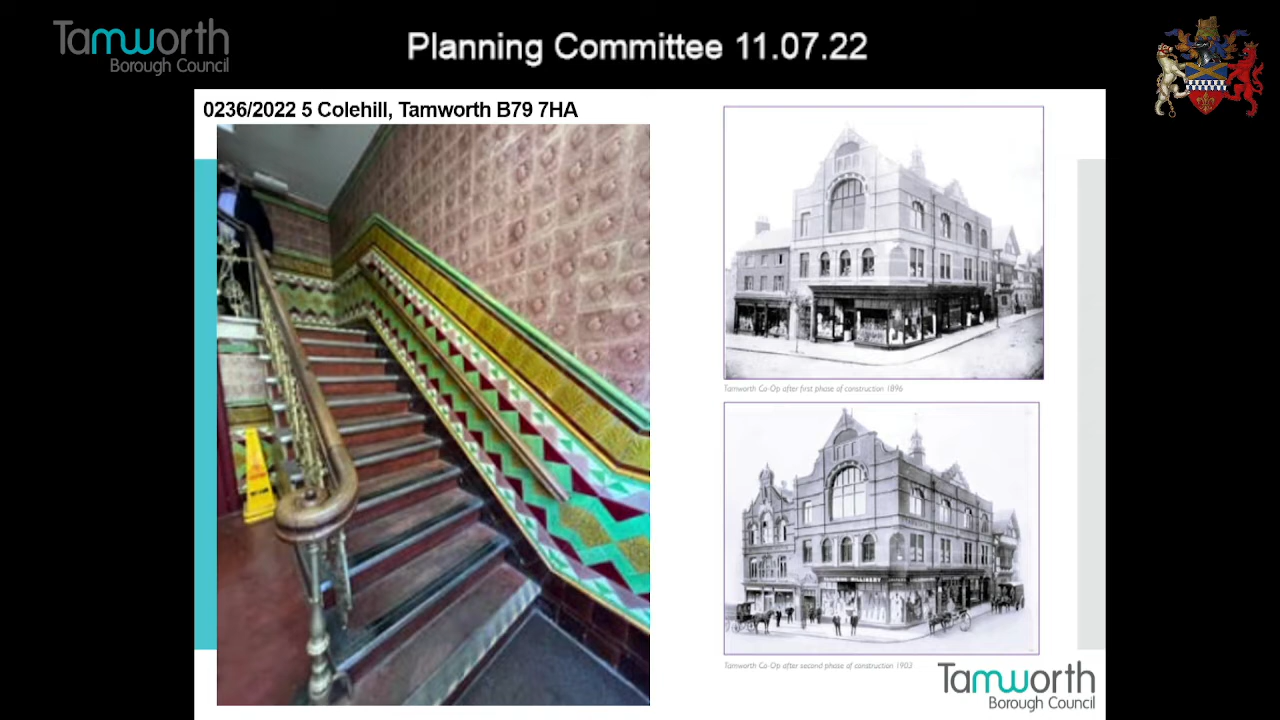 Tamworth
Borough Council
Planning Committee 11.07.22
0236/2022 5 Colehill, Tamworth B79 7HA
Tamworth Co-Op after first phase of construction 1896
Tamworth Co-Op after second phase of construction 1903
Tamworth
Borough Council